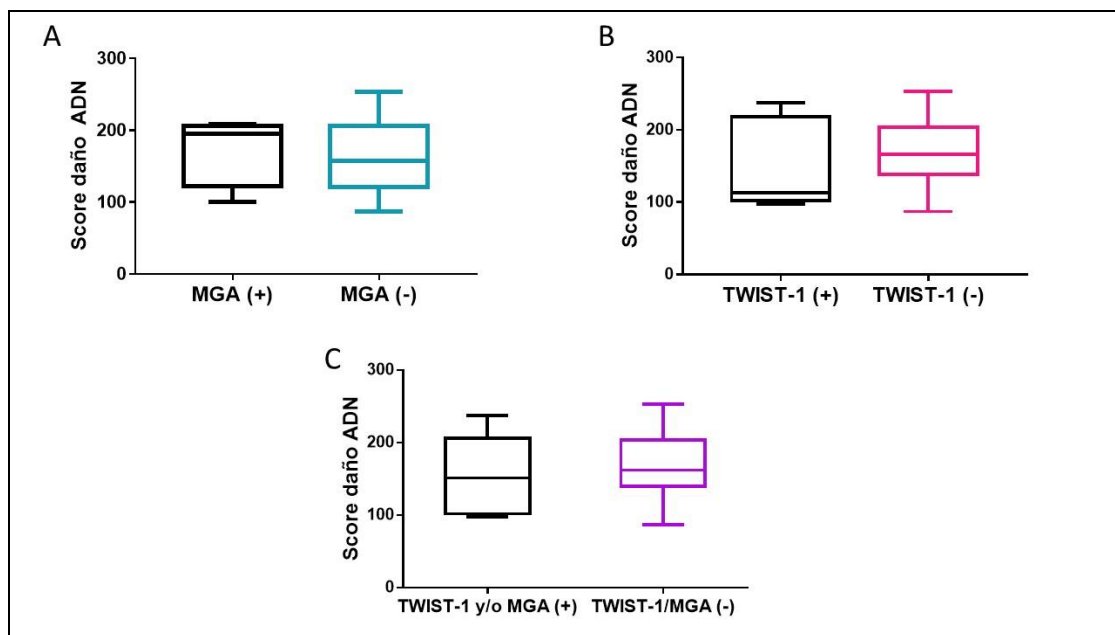 A
Score daño ADN
300
200
100
0
MGA (+) MGA (-)
B
Score daño ADN
300
200
100
0
TWIST-1 (+) TWIST-1 (-)
C
Score daño ADN
300
200
100
0
TWIST-1 y/o MGA (+) TWIST-1/MGA (-)